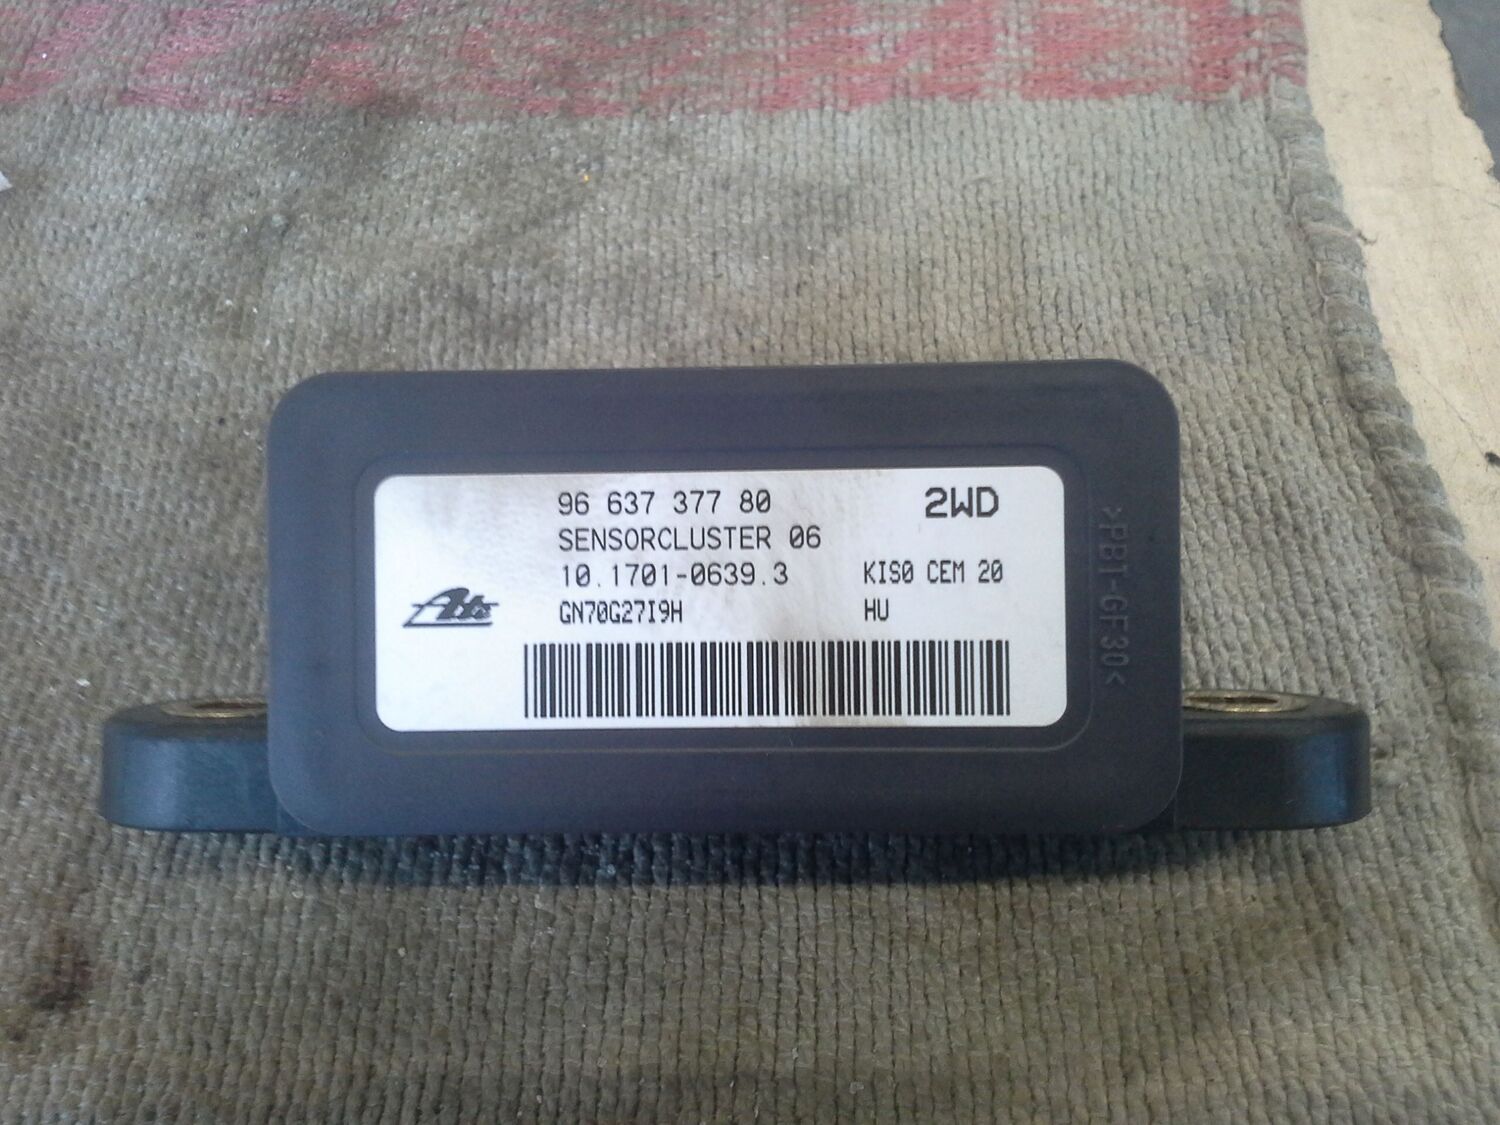 96 637 377 80
2WD
SENSORCLUSTER 06
10.1701-0639.3
KIS0 CEM 20
Ate
GN70G27I9H
HU
>PBT-GF30<